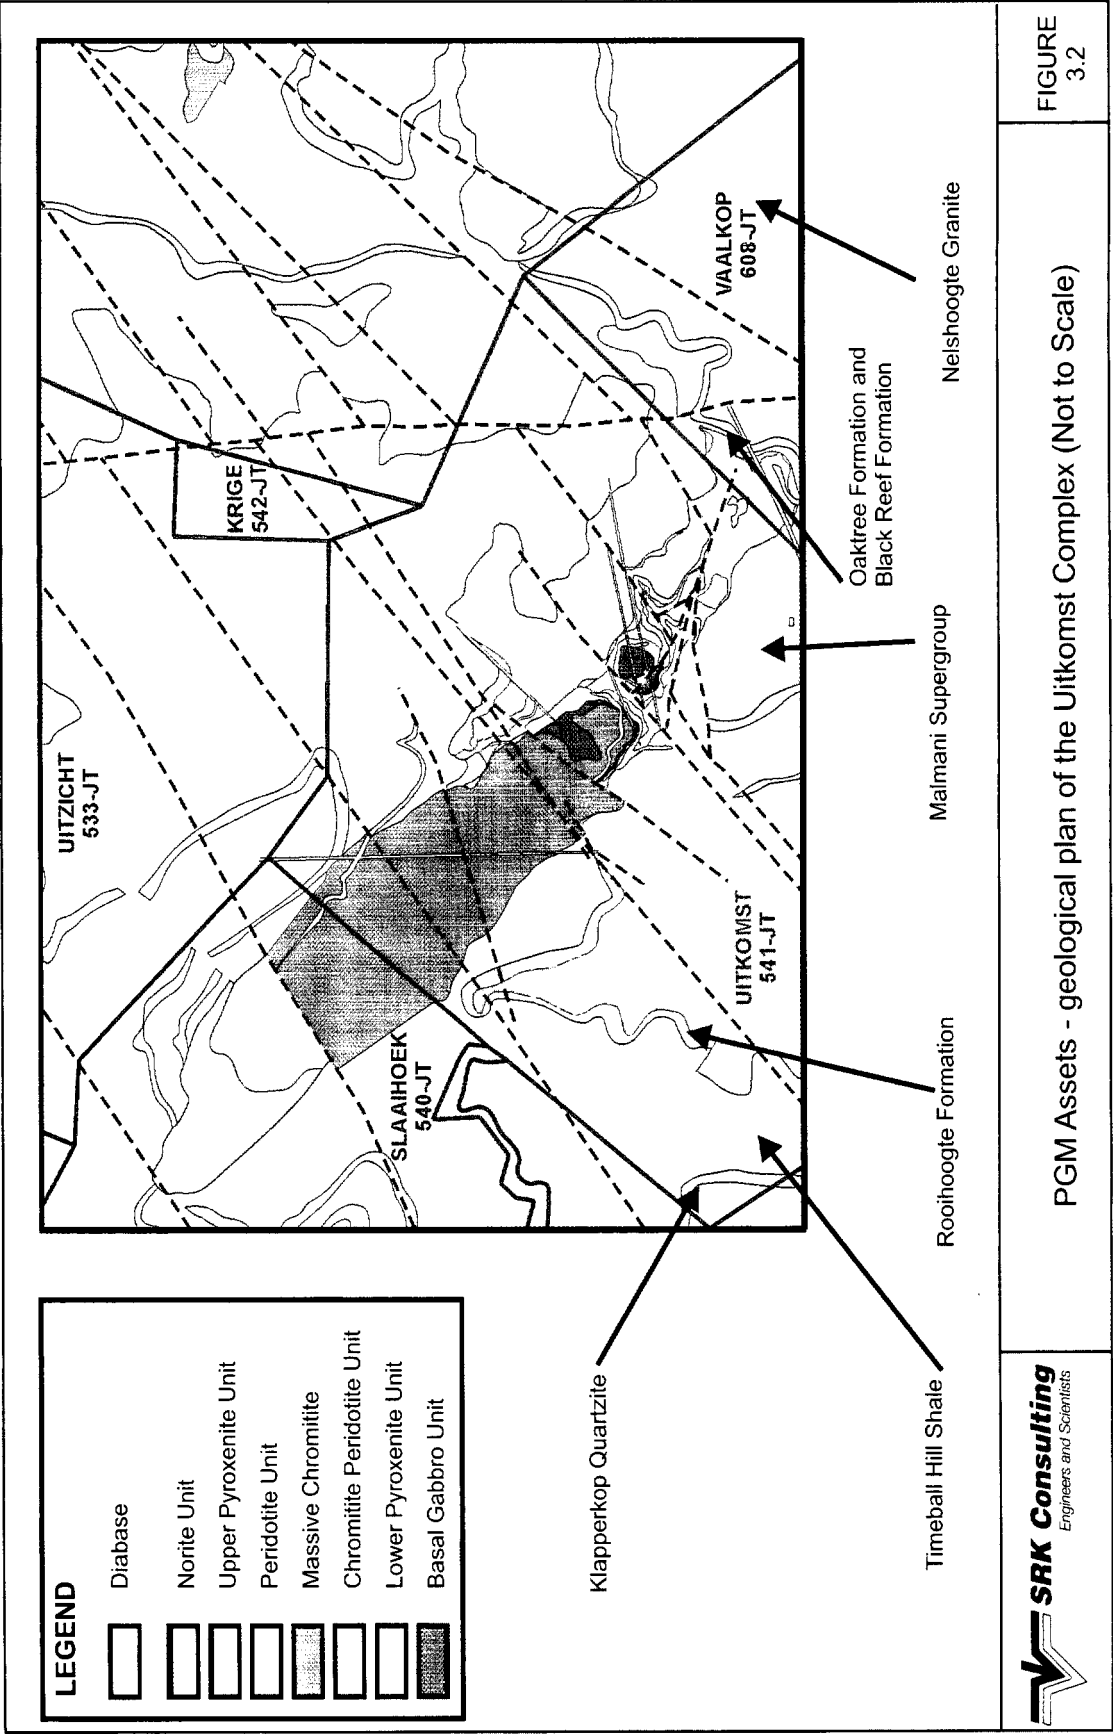 LEGEND
Diabase
Norite Unit
Upper Pyroxenite Unit
Peridotite Unit
Massive Chromitite
Chromitite Peridotite Unit
Lower Pyroxenite Unit
Basal Gabbro Unit
UITZICHT
533-JT
KRIGE
542-JT
SLAAIHOEK
540-JT
UITKOMST
541-JT
VAALKOP
608-JT
Klapperkop Quartzite
Timeball Hill Shale
Rooihoogte Formation
Malmani Supergroup
Oaktree Formation and
Black Reef Formation
Nelshoogte Granite
SRK Consulting
Engineers and Scientists
PGM Assets - geological plan of the Uitkomst Complex (Not to Scale)
FIGURE
3.2